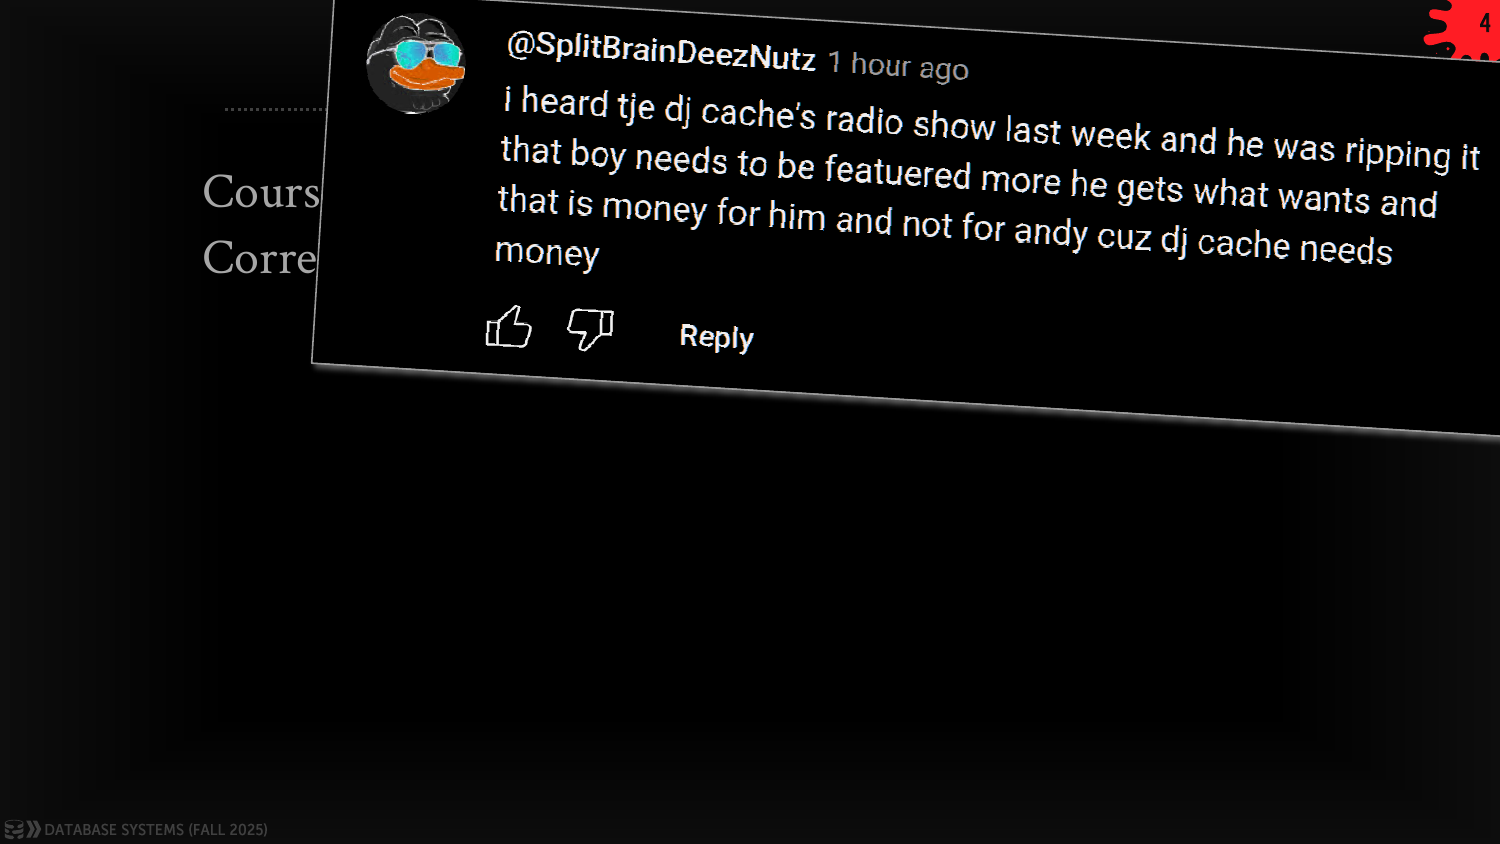 4
@SplitBrainDeezNutz 1 hour ago
i heard tje dj cache's radio show last week and he was ripping it
that boy needs to be featuered more he gets what wants and
that is money for him and not for andy cuz dj cache needs
money
Reply
Cours
Corre
DATABASE SYSTEMS (FALL 2025)